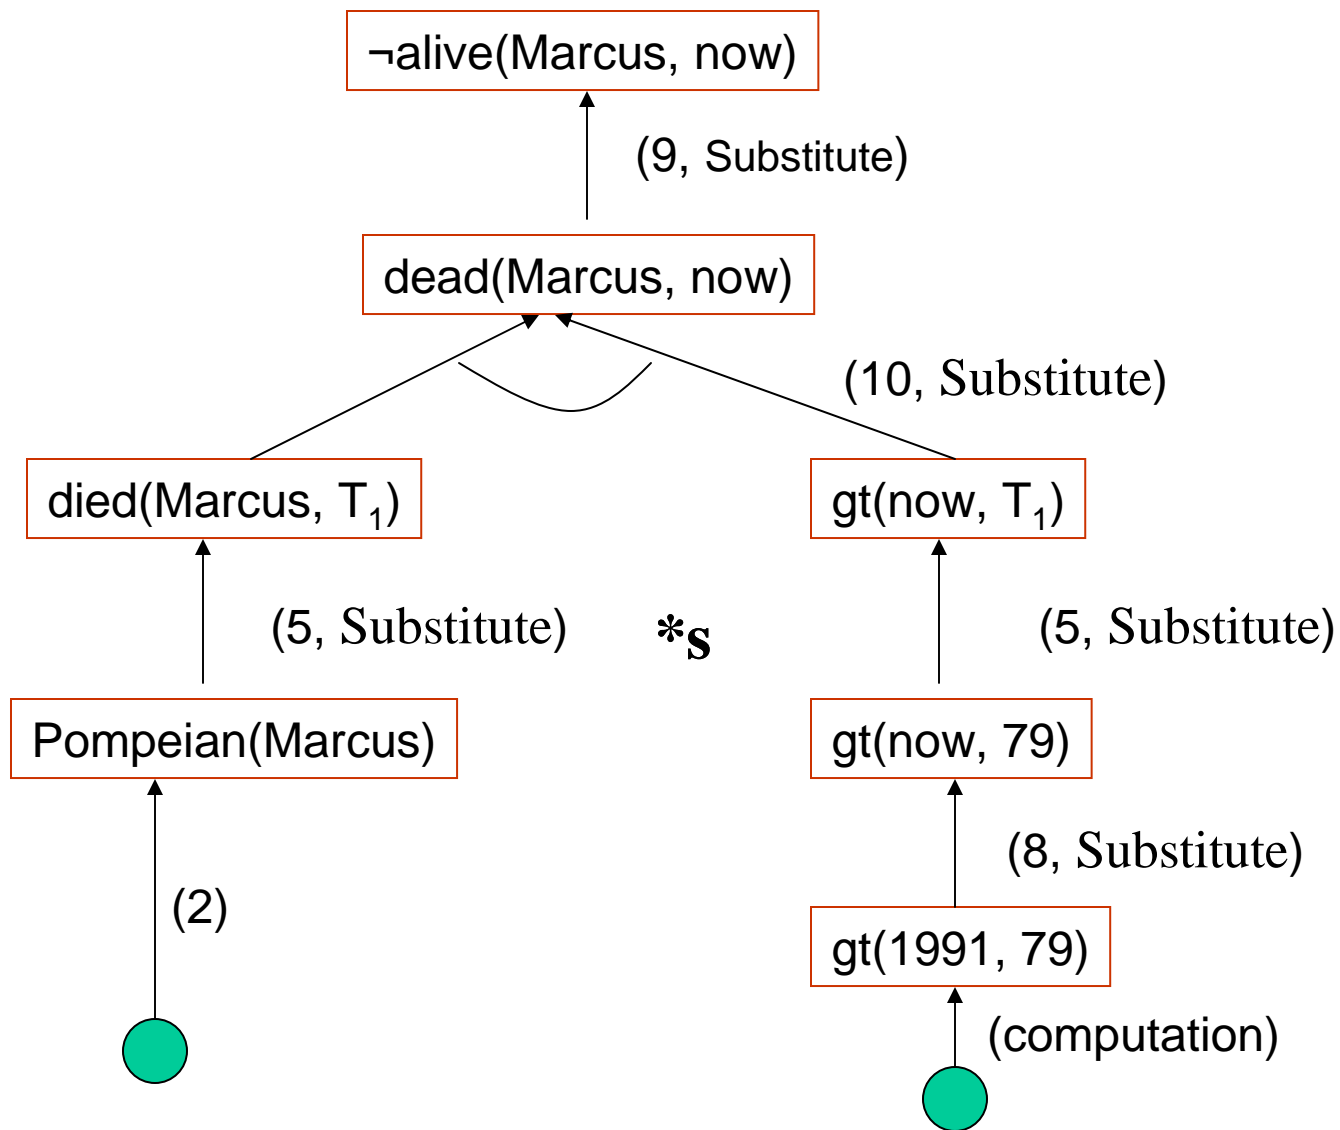 ¬alive(Marcus, now)
(9, Substitute)
dead(Marcus, now)
(10, Substitute)
died(Marcus, T₁)
gt(now, T₁)
(5, Substitute)
*s
(5, Substitute)
Pompeian(Marcus)
gt(now, 79)
(8, Substitute)
(2)
gt(1991, 79)
(computation)